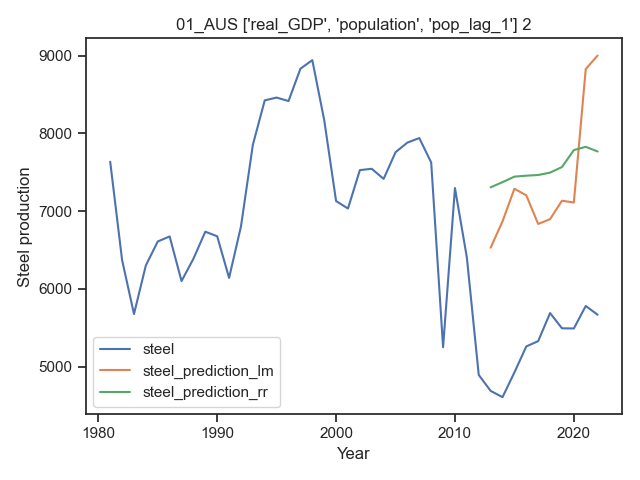 01_AUS ['real_GDP', 'population', 'pop_lag_1'] 2
9000
8000
7000
6000
5000
Steel production
steel
steel_prediction_lm
steel_prediction_rr
1980
1990
2000
2010
2020
Year